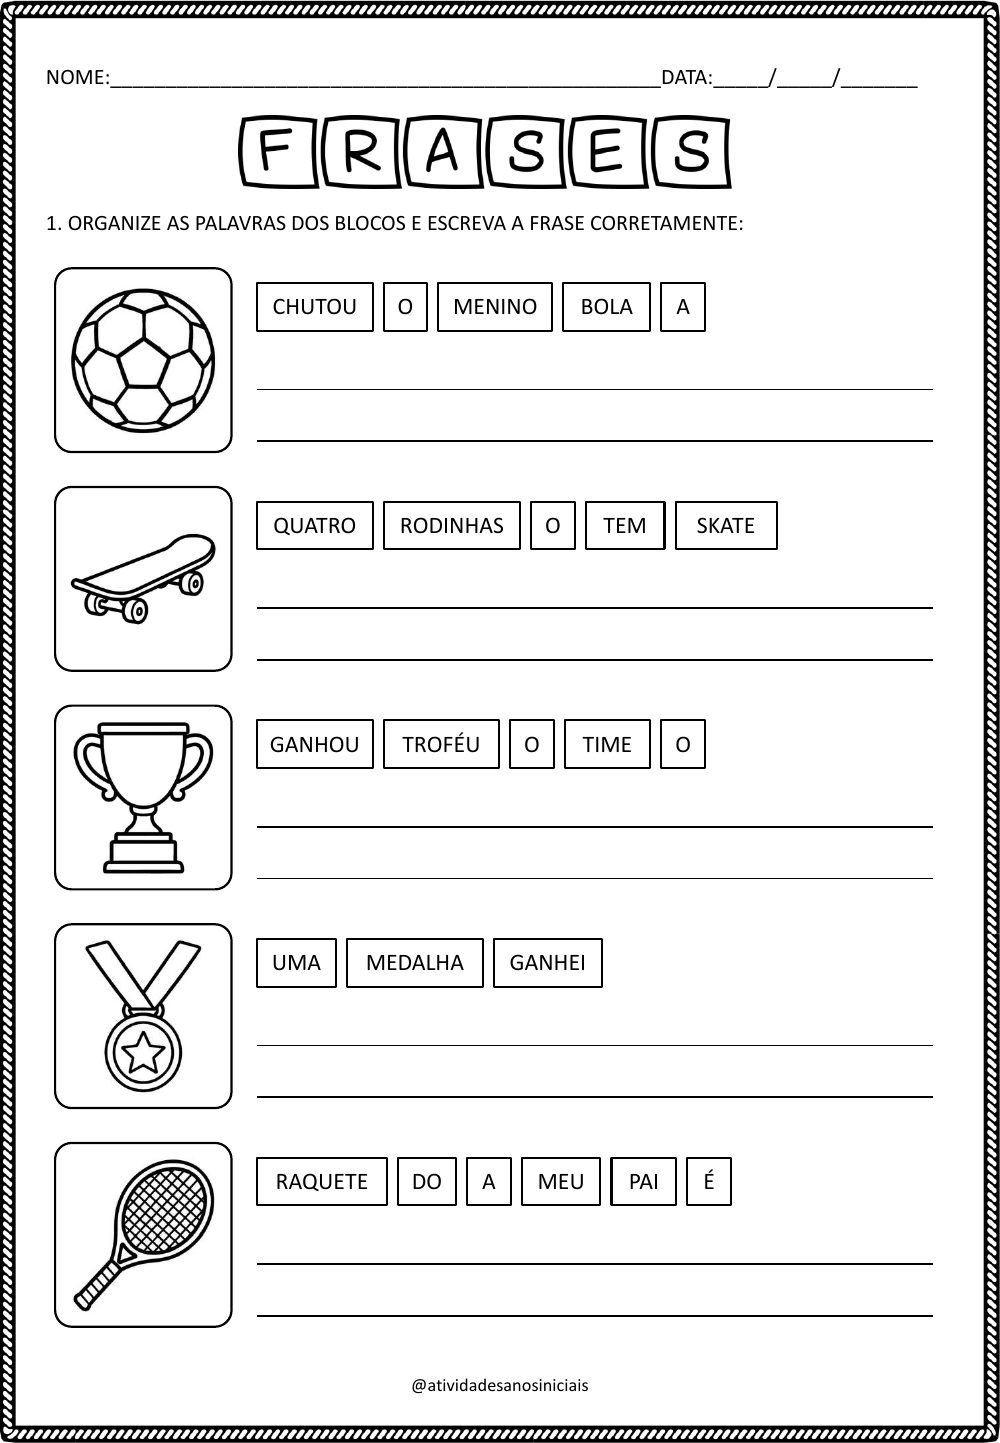 NOME:__________________________________________________DATA:_____/_____/_______
FRASES
1. ORGANIZE AS PALAVRAS DOS BLOCOS E ESCREVA A FRASE CORRETAMENTE:
CHUTOU O MENINO BOLA A
QUATRO RODINHAS O TEM SKATE
GANHOU TROFÉU O TIME O
UMA MEDALHA GANHEI
RAQUETE DO A MEU PAI É
@atividadesanosiniciais